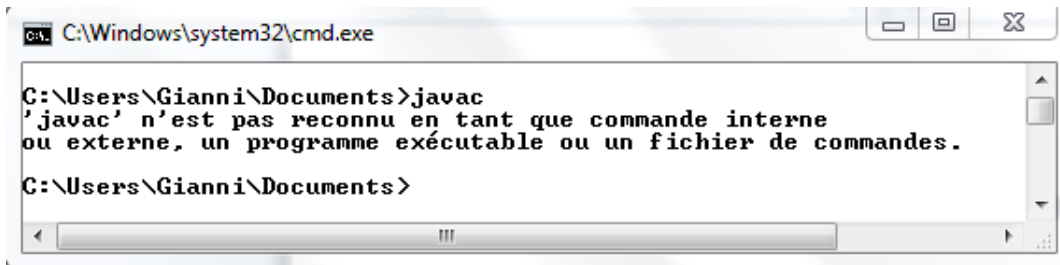 C:\Windows\system32\cmd.exe
C:\Users\Gianni\Documents>javac
'javac' n'est pas reconnu en tant que commande interne
ou externe, un programme exécutable ou un fichier de commandes.
C:\Users\Gianni\Documents>